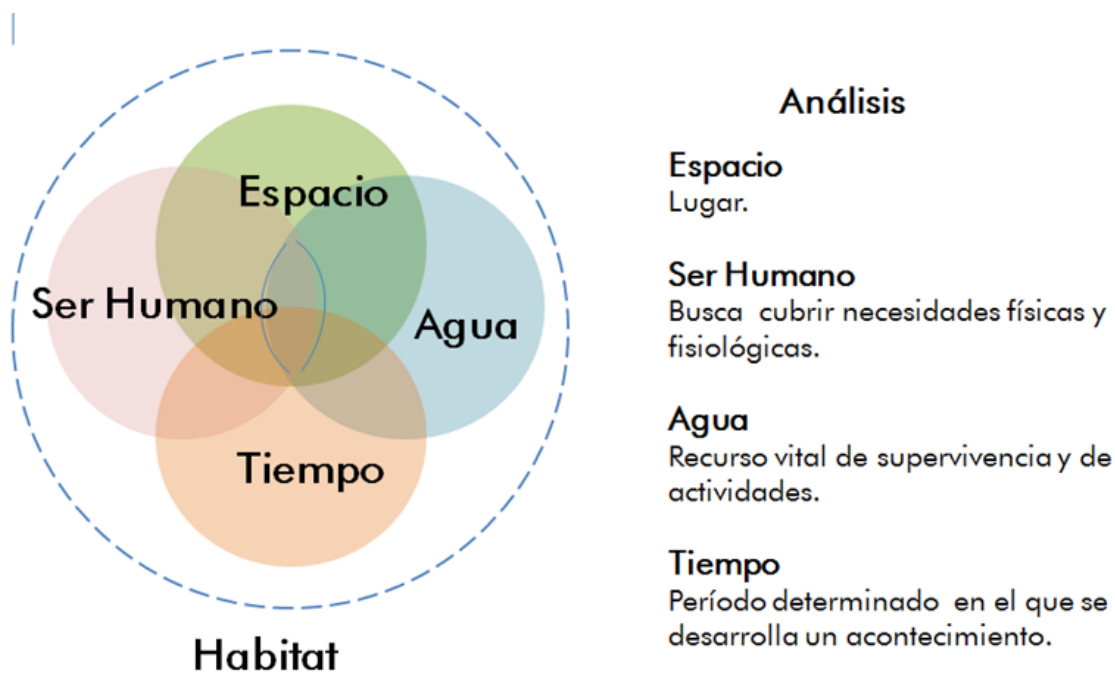 Espacio
Ser Humano
Agua
Tiempo
Habitat
Análisis
Espacio
Lugar.
Ser Humano
Busca cubrir necesidades físicas y
fisiológicas.
Agua
Recurso vital de supervivencia y de
actividades.
Tiempo
Período determinado en el que se
desarrolla un acontecimiento.